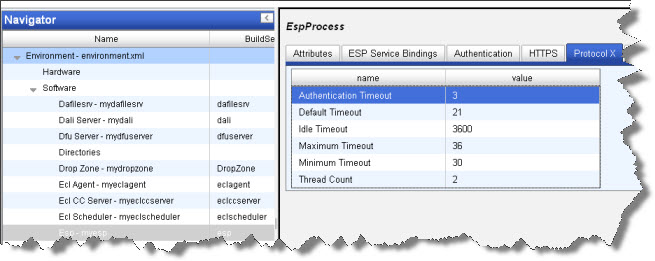 Navigator
Name BuildSe
Environment - environment.xml
Hardware
Software
Dafilesrv - mydafilesrv dafilesrv
Dali Server - mydali dali
Dfu Server - mydfuserver dfuserver
Directories
Drop Zone - mydropzone DropZone
Ecl Agent - myeclagent eclagent
Ecl CC Server - myeclccserver eclccserver
Ecl Scheduler - myeclscheduler eclscheduler
Esp - myesp esp
EspProcess
Attributes ESP Service Bindings Authentication HTTPS Protocol X
name value
Authentication Timeout 3
Default Timeout 21
Idle Timeout 3600
Maximum Timeout 36
Minimum Timeout 30
Thread Count 2